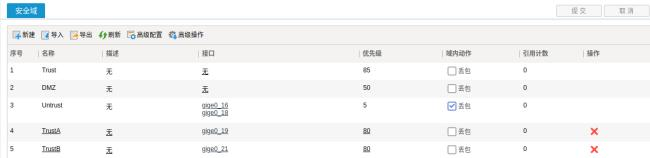 安全域
提 交 取 消
新建 导入 导出 刷新 高级配置 高级操作
序号 名称 描述 接口 优先级 域内动作 引用计数 操作
1 Trust 无 无 85 丢包 0
2 DMZ 无 无 50 丢包 0
3 Untrust 无 gige0_16 5 丢包 0
gige0_18
4 TrustA 无 gige0_19 80 丢包 0
5 TrustB 无 gige0_21 80 丢包 0